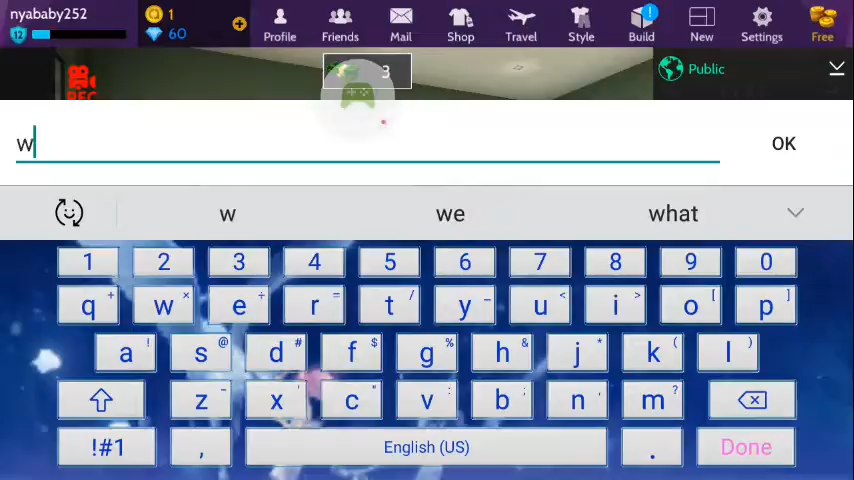 nyababy252
12
1
60
Profile Friends Mail Shop Travel Style Build New Settings Free
!
REC
3
Public
w
OK
w we what
1 2 3 4 5 6 7 8 9 0
q + w × e ÷ r = t / y _ u < i > o [ p ]
a ! s @ d # f $ g % h & j * k ( l )
z - x ' c " v : b ; n , m ?
!#1 , English (US) . Done